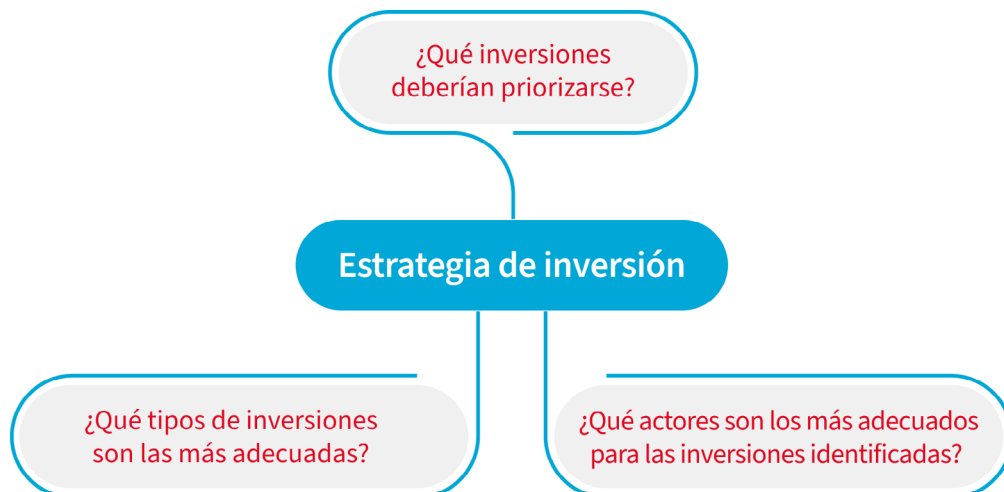 ¿Qué inversiones
deberían priorizarse?
Estrategia de inversión
¿Qué tipos de inversiones
son las más adecuadas?
¿Qué actores son los más adecuados
para las inversiones identificadas?